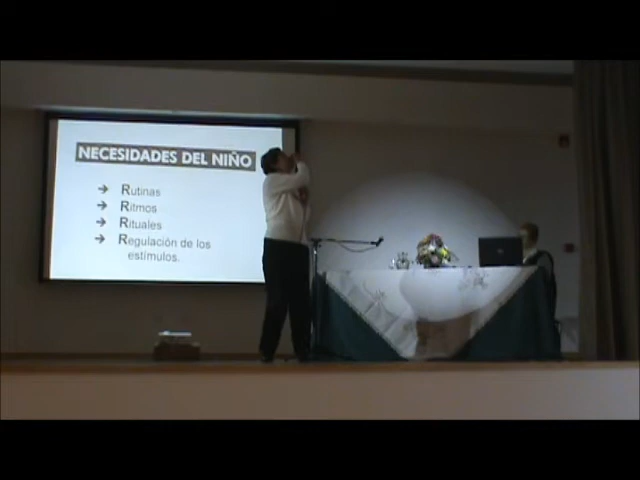 NECESIDADES DEL NIÑO
➔ Rutinas
➔ Ritmos
➔ Rituales
➔ Regulación de los
estímulos.